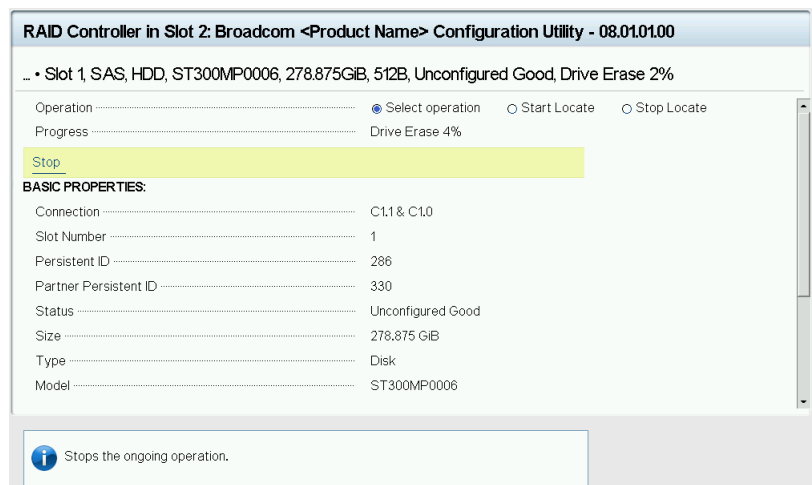 RAID Controller in Slot 2: Broadcom <Product Name> Configuration Utility - 08.01.01.00
... • Slot 1, SAS, HDD, ST300MP0006, 278.875GiB, 512B, Unconfigured Good, Drive Erase 2%
Operation Select operation Start Locate Stop Locate
Progress Drive Erase 4%
Stop
BASIC PROPERTIES:
Connection C1.1 & C1.0
Slot Number 1
Persistent ID 286
Partner Persistent ID 330
Status Unconfigured Good
Size 278.875 GiB
Type Disk
Model ST300MP0006
Stops the ongoing operation.